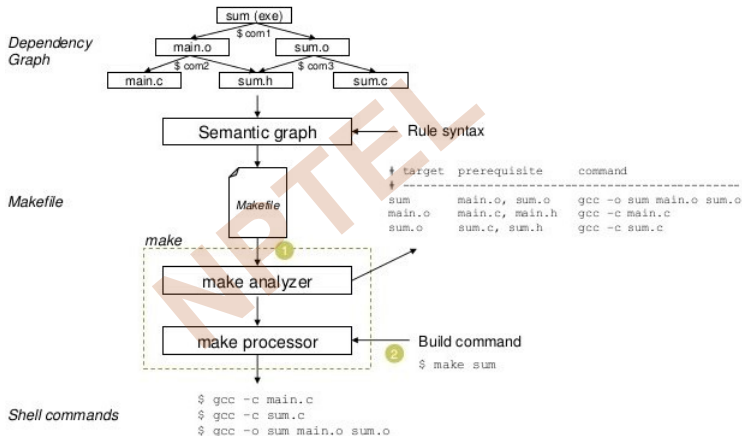 sum (exe)
$ com1
Dependency
Graph
main.o
sum.o
$ com2
$ com3
main.c
sum.h
sum.c
Semantic graph
Rule syntax
Makefile
Makefile
# target prerequisite command
# ------------------------------------------------
sum main.o, sum.o gcc -o sum main.o sum.o
main.o main.c, main.h gcc -c main.c
sum.o sum.c, sum.h gcc -c sum.c
make
1
make analyzer
make processor
2
Build command
$ make sum
Shell commands
$ gcc -c main.c
$ gcc -c sum.c
$ gcc -o sum main.o sum.o
NPTEL